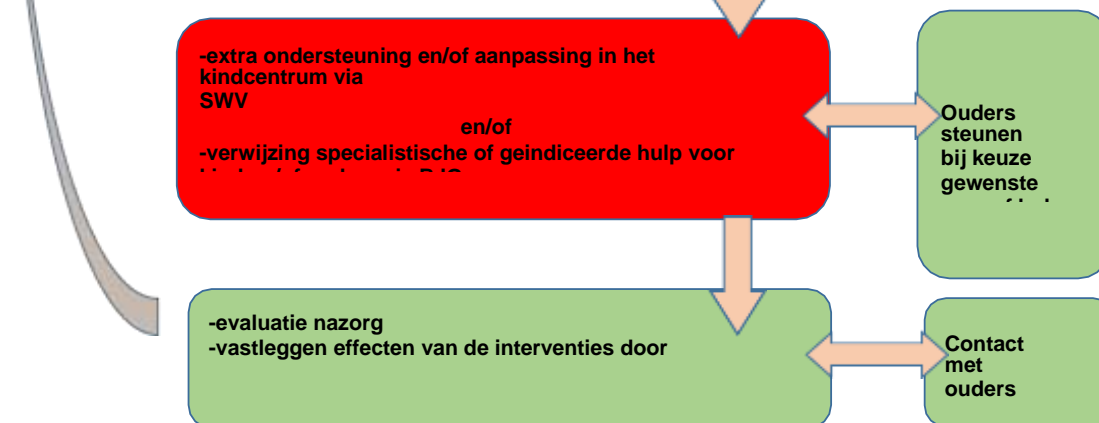 -extra ondersteuning en/of aanpassing in het
kindcentrum via
SWV
en/of
-verwijzing specialistische of geindiceerde hulp voor
Ouders
steunen
bij keuze
gewenste
-evaluatie nazorg
-vastleggen effecten van de interventies door
Contact
met
ouders